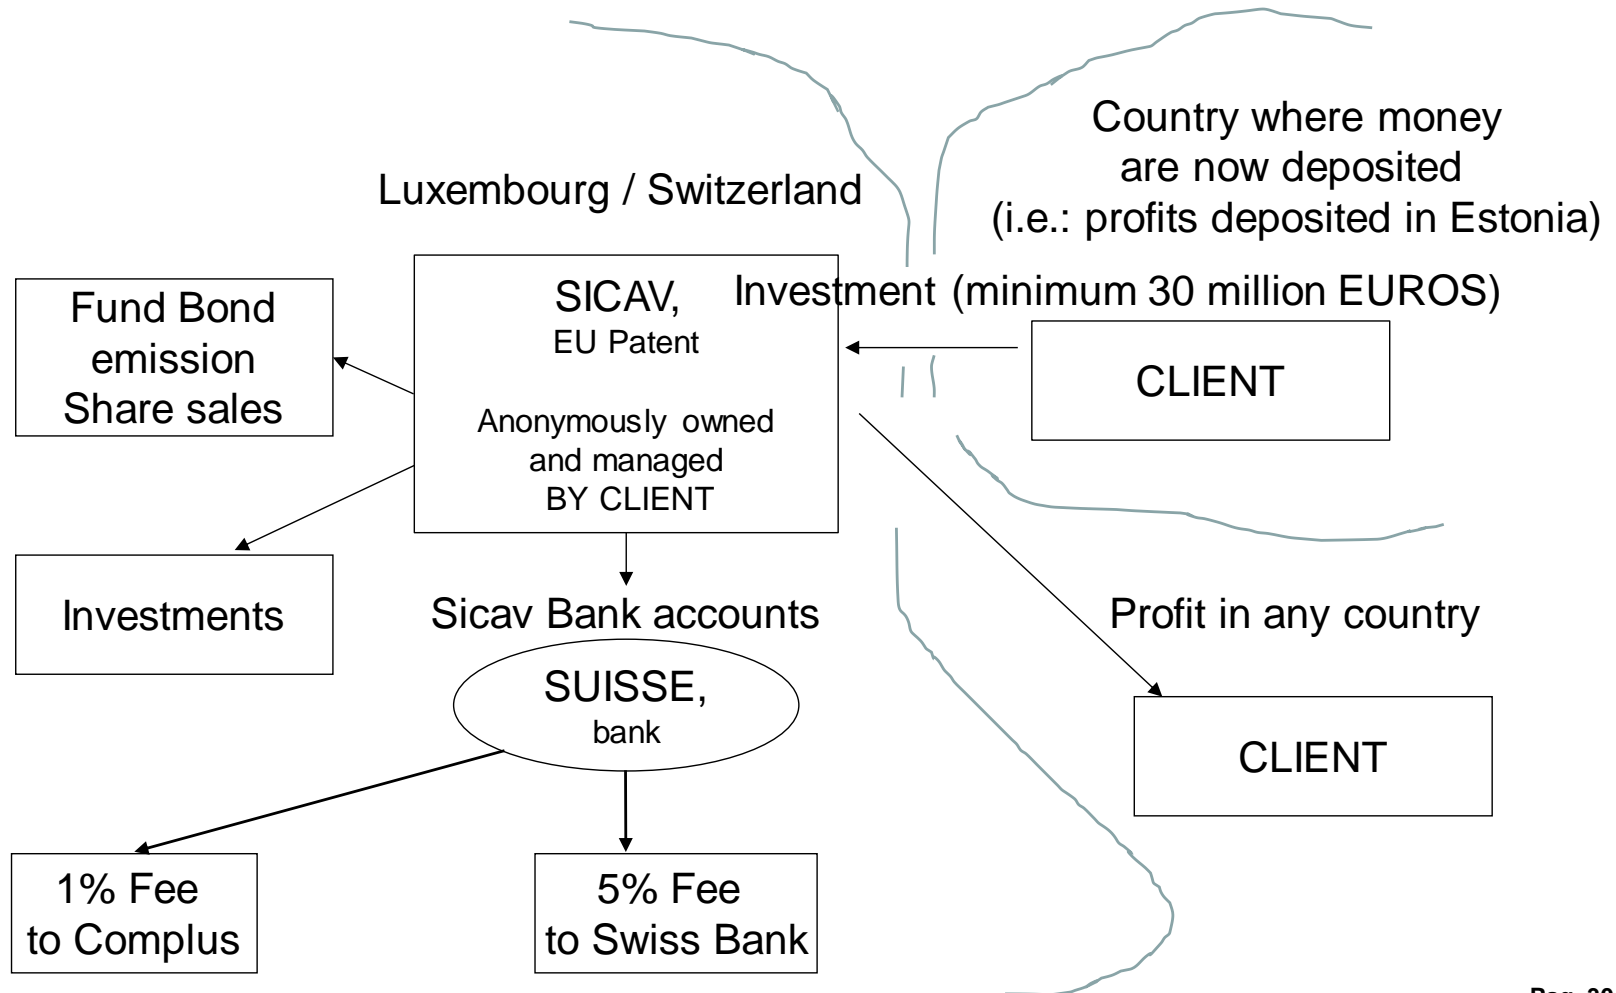 Country where money
are now deposited
(i.e.: profits deposited in Estonia)
Luxembourg / Switzerland
Investment (minimum 30 million EUROS)
CLIENT
SICAV,
EU Patent
Anonymously owned
and managed
BY CLIENT
Fund Bond
emission
Share sales
Investments
Sicav Bank accounts
SUISSE,
bank
Profit in any country
CLIENT
1% Fee
to Complus
5% Fee
to Swiss Bank